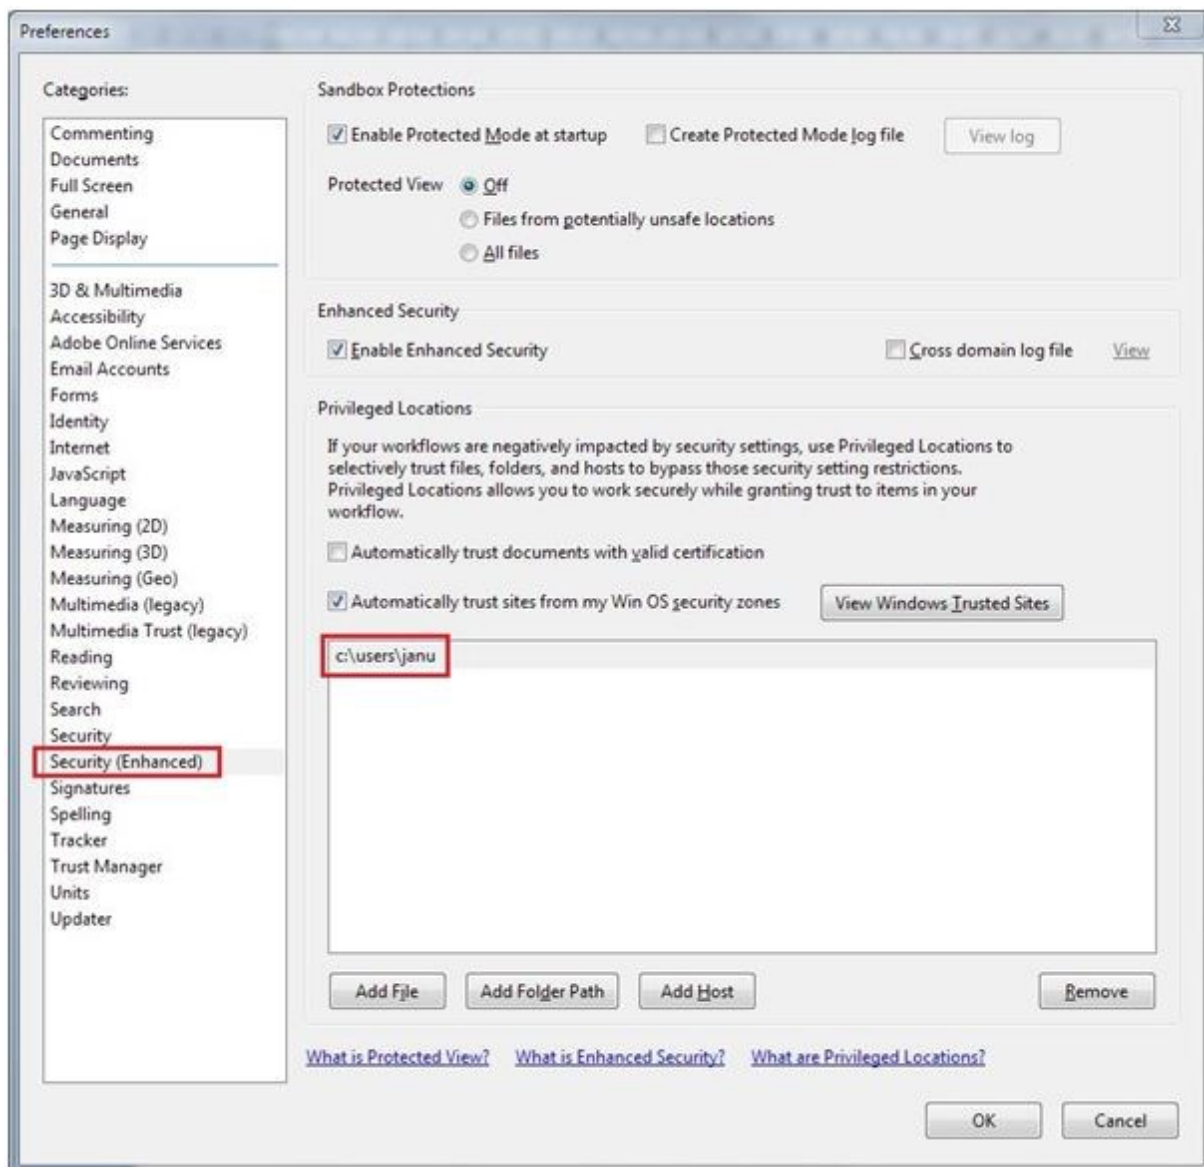 Preferences
Categories:
Commenting
Documents
Full Screen
General
Page Display
3D & Multimedia
Accessibility
Adobe Online Services
Email Accounts
Forms
Identity
Internet
JavaScript
Language
Measuring (2D)
Measuring (3D)
Measuring (Geo)
Multimedia (legacy)
Multimedia Trust (legacy)
Reading
Reviewing
Search
Security
Security (Enhanced)
Signatures
Spelling
Tracker
Trust Manager
Units
Updater
Sandbox Protections
Enable Protected Mode at startup
Create Protected Mode log file
View log
Protected View
Off
Files from potentially unsafe locations
All files
Enhanced Security
Enable Enhanced Security
Cross domain log file
View
Privileged Locations
If your workflows are negatively impacted by security settings, use Privileged Locations to
selectively trust files, folders, and hosts to bypass those security setting restrictions.
Privileged Locations allows you to work securely while granting trust to items in your
workflow.
Automatically trust documents with valid certification
Automatically trust sites from my Win OS security zones
View Windows Trusted Sites
c:\users\janu
Add File
Add Folder Path
Add Host
Remove
What is Protected View?
What is Enhanced Security?
What are Privileged Locations?
OK
Cancel